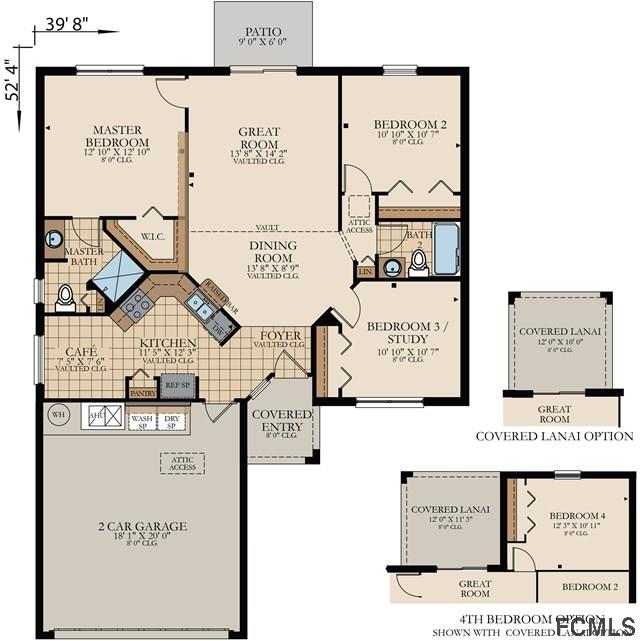 39' 8"
52' 4"
PATIO
9' 0" X 6' 0"
MASTER
BEDROOM
12' 10" X 12' 10"
8' 0" CLG.
GREAT
ROOM
13' 8" X 14' 2"
VAULTED CLG.
BEDROOM 2
10' 10" X 10' 7"
8' 0" CLG.
ATTIC
ACCESS
W.I.C.
VAULT
MASTER
BATH
LIN
DINING
ROOM
13' 8" X 8' 9"
VAULTED CLG.
BATH
2
LIN
RAISED BAR
DW
CAFÉ
7' 5" X 7' 6"
VAULTED CLG.
KITCHEN
11' 5" X 12' 3"
VAULTED CLG.
FOYER
VAULTED CLG.
BEDROOM 3 /
STUDY
10' 10" X 10' 7"
8' 0" CLG.
PANTRY
REF SP.
WH
AHU
WASH
SP
DRY
SP
COVERED
ENTRY
8' 0" CLG.
ATTIC
ACCESS
2 CAR GARAGE
18' 1" X 20' 0"
8' 0" CLG.
COVERED LANAI
12' 0" X 10' 0"
8' 0" CLG.
GREAT
ROOM
COVERED LANAI OPTION
COVERED LANAI
12' 0" X 11' 3"
8' 0" CLG.
BEDROOM 4
12' 3" X 10' 11"
8' 0" CLG.
GREAT
ROOM
BEDROOM 2
4TH BEDROOM OPTION
SHOWN WITH COVERED LANAI OPTION
FCMLS